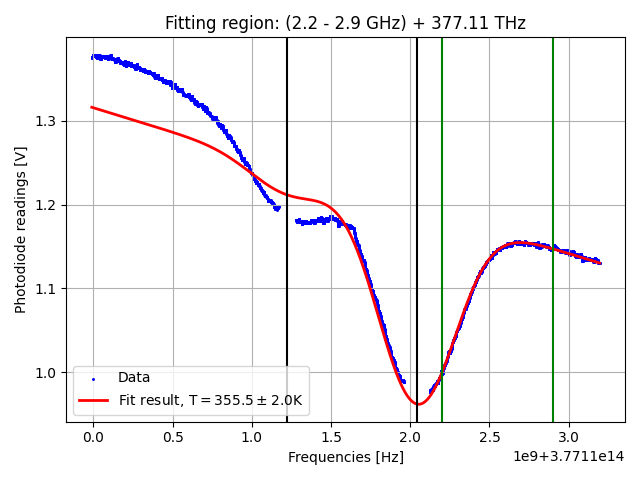 Fitting region: (2.2 - 2.9 GHz) + 377.11 THz
Photodiode readings [V]
1.3
1.2
1.1
1.0
Data
Fit result, T = 355.5 ± 2.0K
0.0 0.5 1.0 1.5 2.0 2.5 3.0
Frequencies [Hz]
1e9+3.7711e14